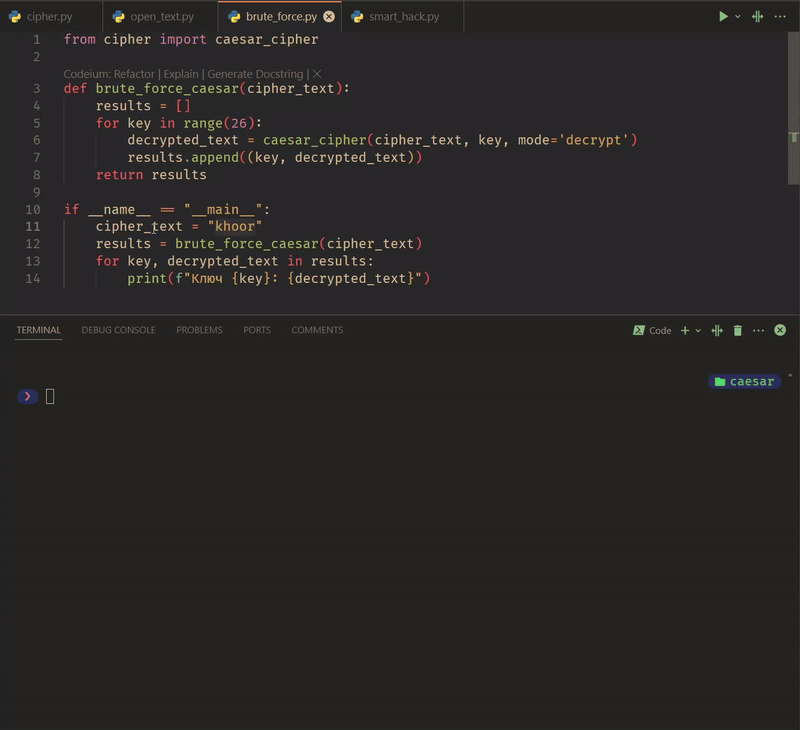 cipher.py open_text.py brute_force.py smart_hack.py
1 from cipher import caesar_cipher
2
Codeium: Refactor | Explain | Generate Docstring | ×
3 def brute_force_caesar(cipher_text):
4 results = []
5 for key in range(26):
6 decrypted_text = caesar_cipher(cipher_text, key, mode='decrypt')
7 results.append((key, decrypted_text))
8 return results
9
10 if __name__ == "__main__":
11 cipher_text = "khoor"
12 results = brute_force_caesar(cipher_text)
13 for key, decrypted_text in results:
14 print(f"Ключ {key}: {decrypted_text}")
TERMINAL DEBUG CONSOLE PROBLEMS PORTS COMMENTS Code
caesar